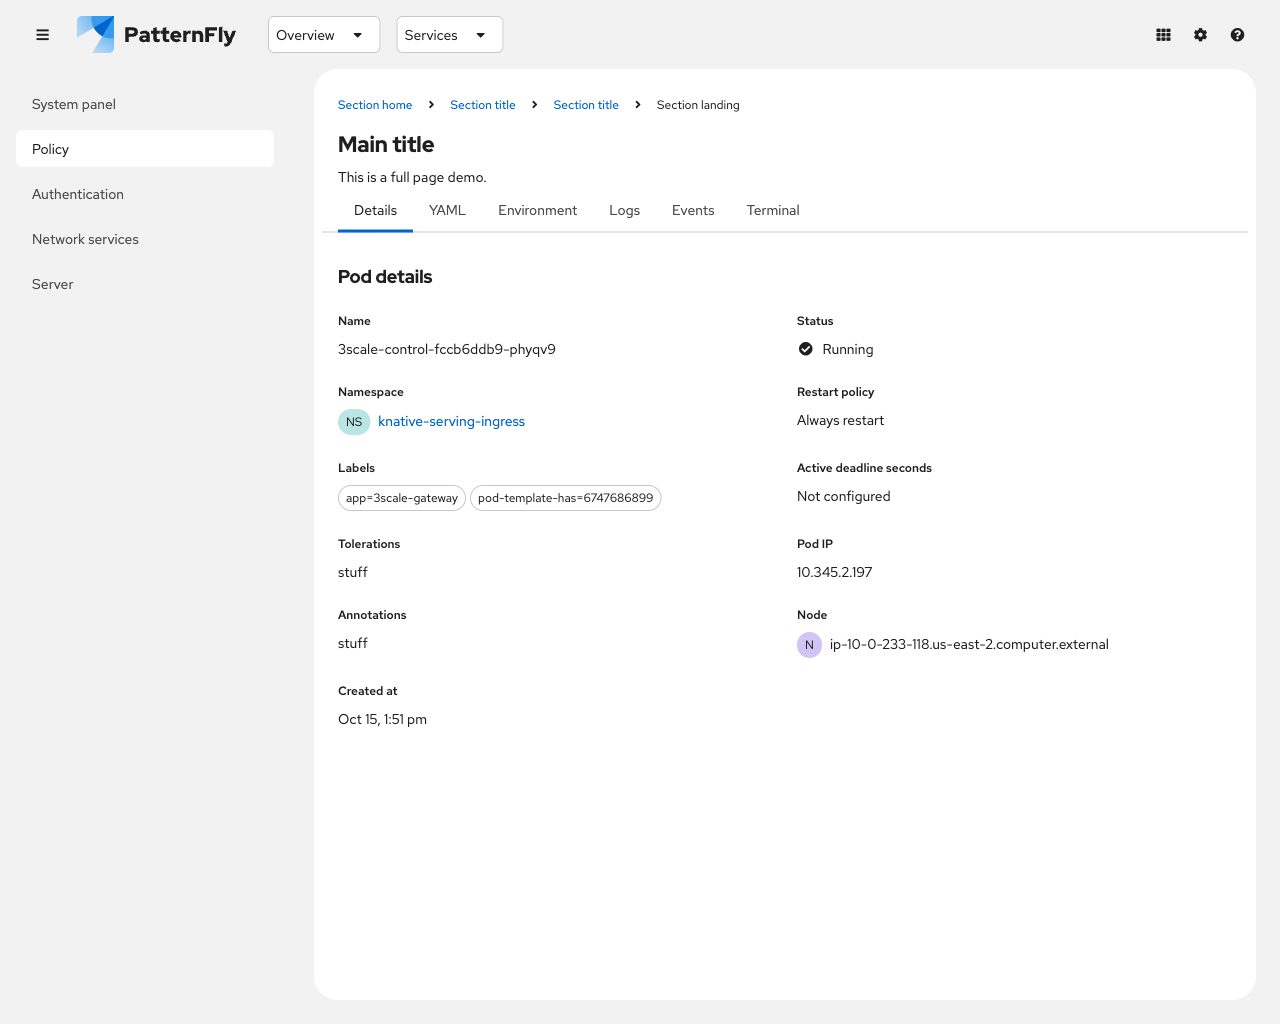 PatternFly
Overview
Services
System panel
Policy
Authentication
Network services
Server
Section home
Section title
Section title
Section landing
Main title
This is a full page demo.
Details
YAML
Environment
Logs
Events
Terminal
Pod details
Name
3scale-control-fccb6ddb9-phyqv9
Status
Running
Namespace
NS knative-serving-ingress
Restart policy
Always restart
Labels
app=3scale-gateway
pod-template-has=6747686899
Active deadline seconds
Not configured
Tolerations
stuff
Pod IP
10.345.2.197
Annotations
stuff
Node
N ip-10-0-233-118.us-east-2.computer.external
Created at
Oct 15, 1:51 pm